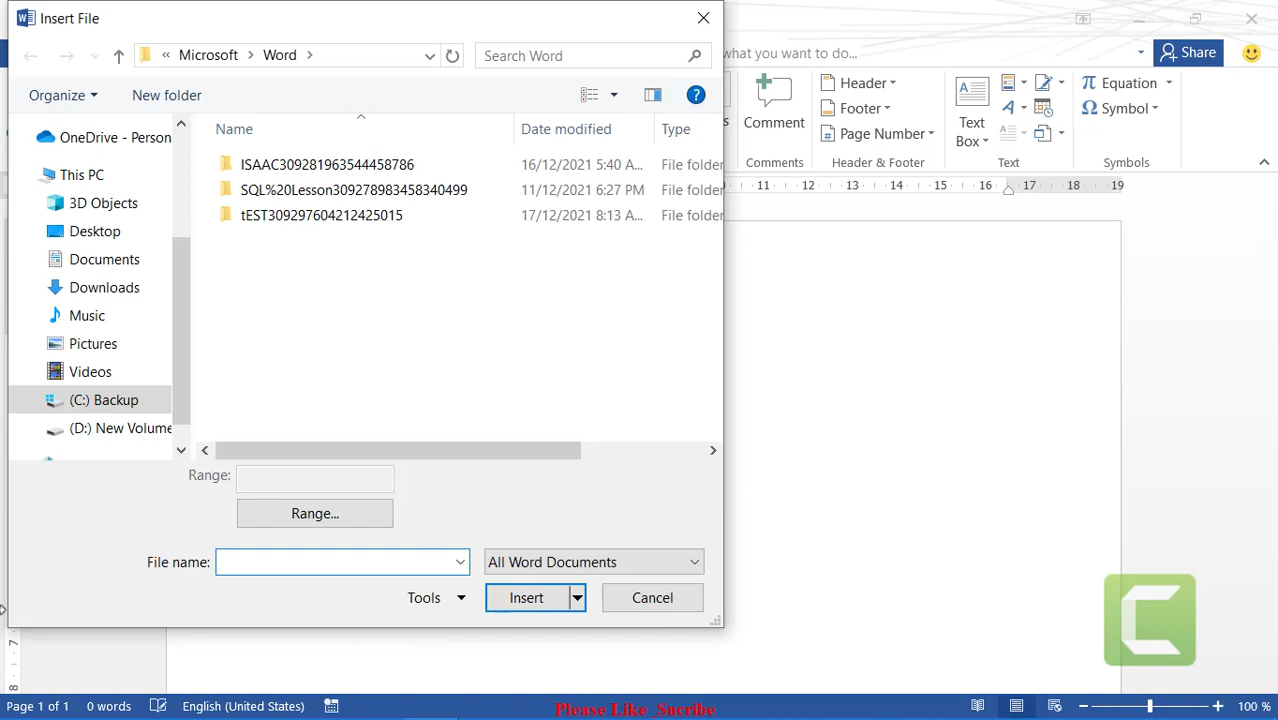 Insert File
« Microsoft > Word >
Search Word
what you want to do...
Share
Organize
New folder
Comment
Header
Footer
Page Number
Text
Box
Equation
Symbol
Comments
Header & Footer
Text
Symbols
11 12 13 14 15 16 17 18 19
Name
Date modified
Type
OneDrive - Person
This PC
3D Objects
Desktop
Documents
Downloads
Music
Pictures
Videos
(C:) Backup
(D:) New Volume
ISAAC309281963544458786 16/12/2021 5:40 A... File folder
SQL%20Lesson309278983458340499 11/12/2021 6:27 PM File folder
tEST309297604212425015 17/12/2021 8:13 A... File folder
Range:
Range...
File name:
All Word Documents
Tools
Insert
Cancel
7
8
Page 1 of 1
0 words
English (United States)
Please Like Sucribe
100 %